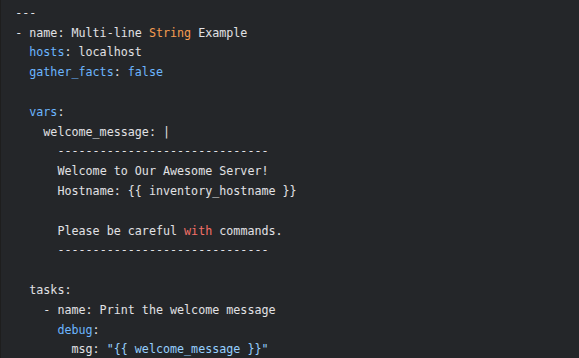 ---
- name: Multi-line String Example
  hosts: localhost
  gather_facts: false

  vars:
    welcome_message: |
      ------------------------------
      Welcome to Our Awesome Server!
      Hostname: {{ inventory_hostname }}

      Please be careful with commands.
      ------------------------------

  tasks:
    - name: Print the welcome message
      debug:
        msg: "{{ welcome_message }}"